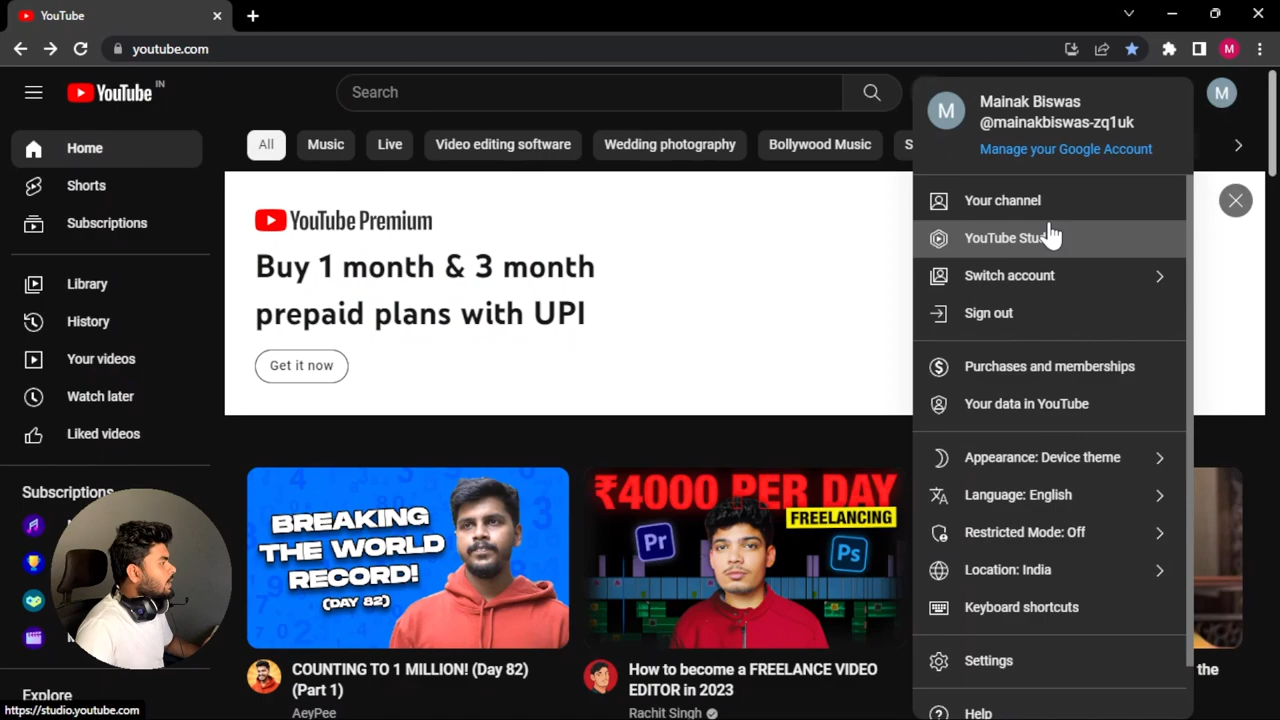 YouTube
youtube.com
M
YouTube IN
Search
M
Mainak Biswas
@mainakbiswas-zq1uk
Manage your Google Account
M
Home
Shorts
Subscriptions
Library
History
Your videos
Watch later
Liked videos
Subscriptions
Explore
https://studio.youtube.com
All
Music
Live
Video editing software
Wedding photography
Bollywood Music
S
YouTube Premium
Buy 1 month & 3 month
prepaid plans with UPI
Get it now
Your channel
YouTube Stu
Switch account
Sign out
Purchases and memberships
Your data in YouTube
Appearance: Device theme
Language: English
Restricted Mode: Off
Location: India
Keyboard shortcuts
Settings
Help
BREAKING
THE WORLD
RECORD!
(DAY 82)
COUNTING TO 1 MILLION! (Day 82)
(Part 1)
AeyPee
₹4000 PER DAY
FREELANCING
Pr
Ps
How to become a FREELANCE VIDEO
EDITOR in 2023
Rachit Singh
the